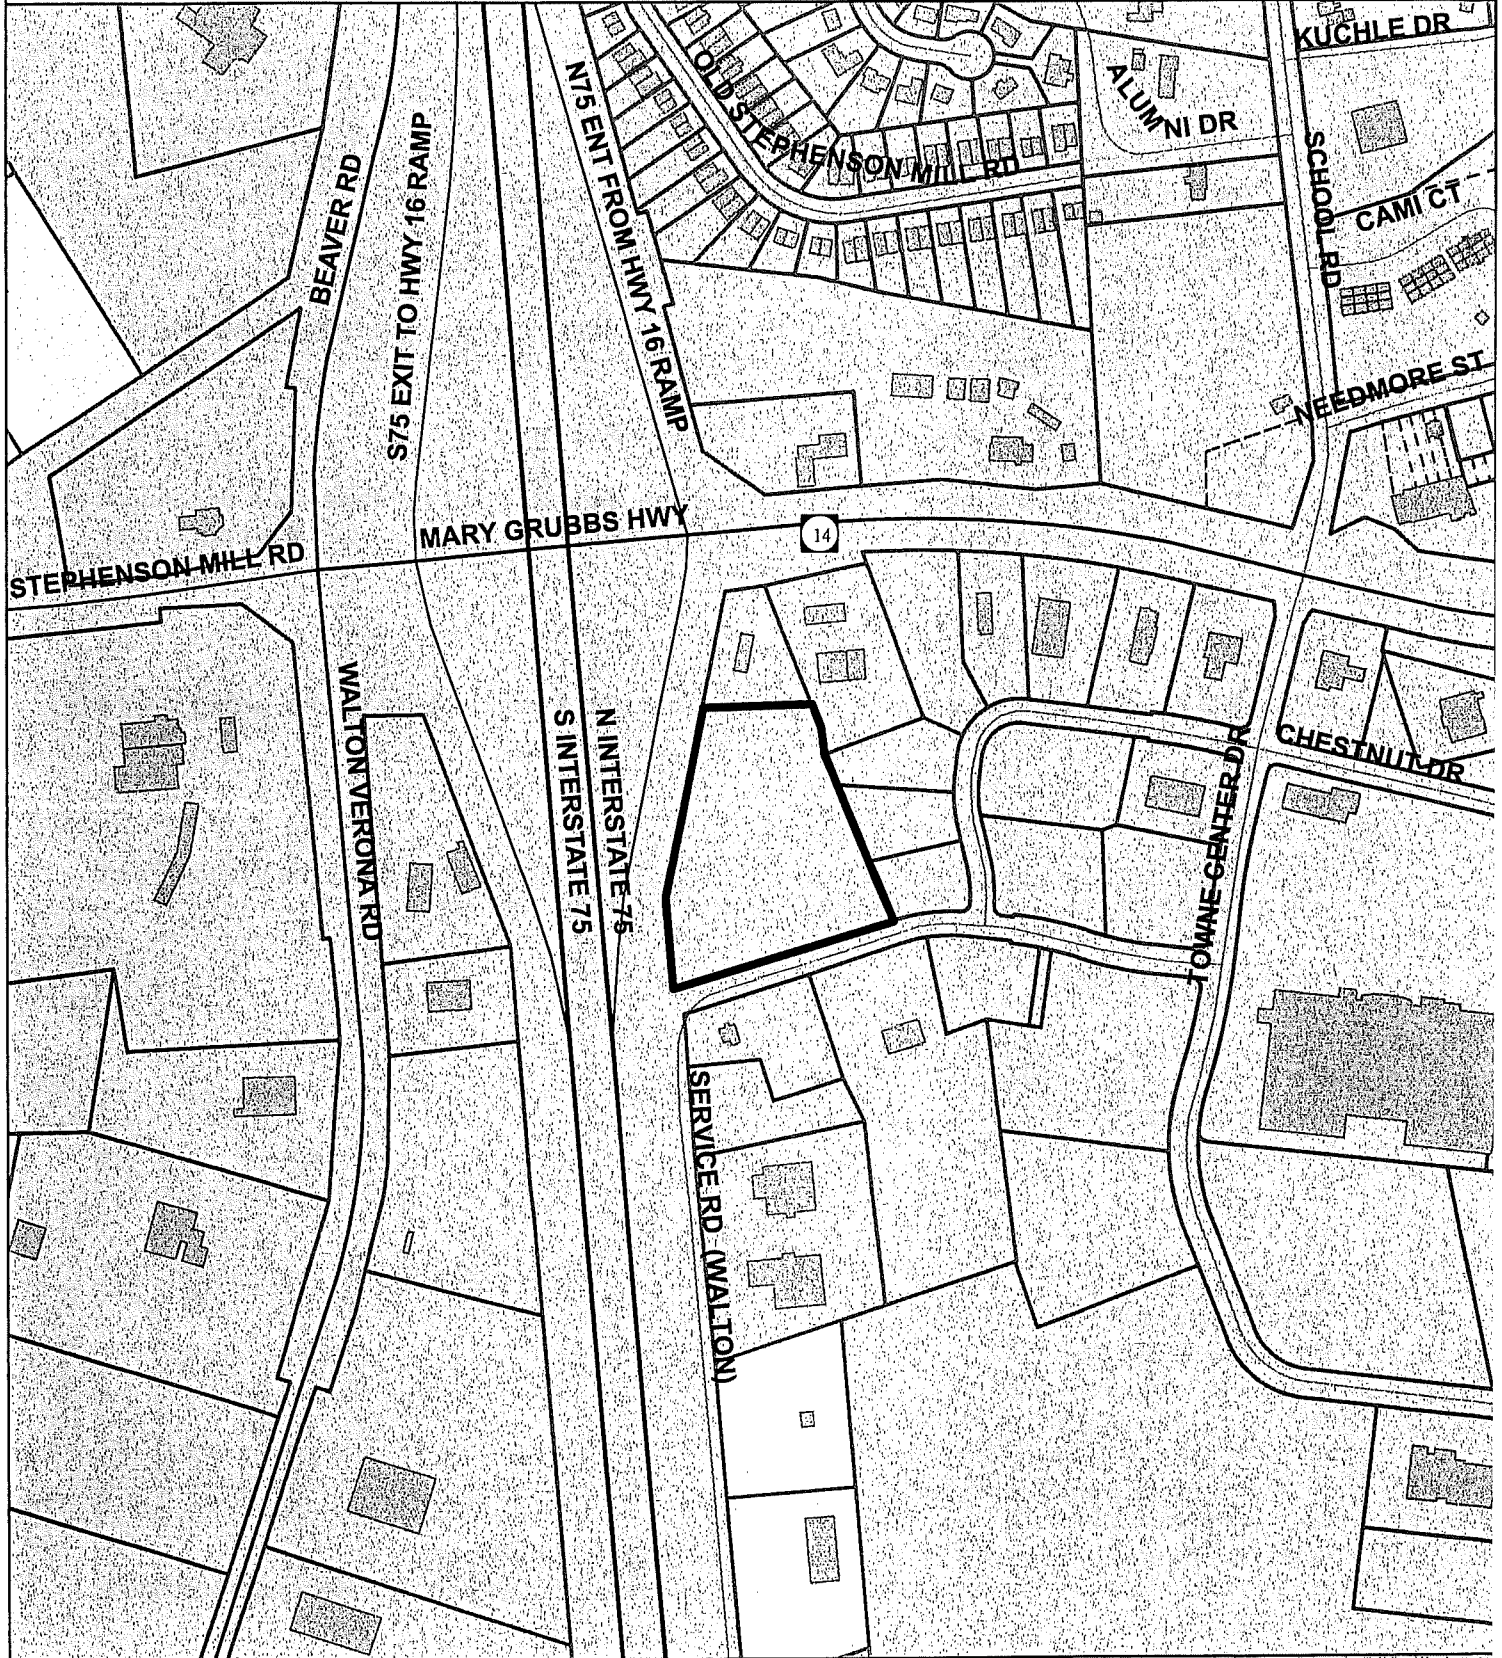 KUCHLE DR
OLD STEPHENSON MILL RD
ALUMNI DR
N75 ENT FROM HWY 16 RAMP
S75 EXIT TO HWY 16 RAMP
BEAVER RD
SCHOOL RD
CAMI CT
NEEDMORE ST
MARY GRUBBS HWY
14
STEPHENSON MILL RD
WALTON VERONA RD
S INTERSTATE 75
N INTERSTATE 75
TOWNE CENTER DR
CHESTNUT DR
SERVICE RD (WALTON)